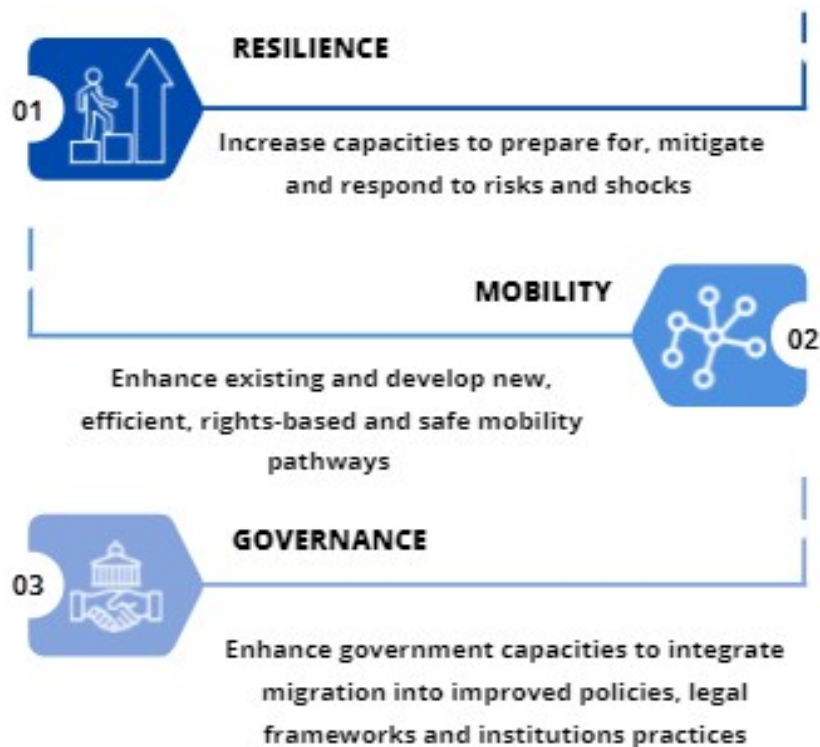 RESILIENCE
01
Increase capacities to prepare for, mitigate
and respond to risks and shocks
MOBILITY
02
Enhance existing and develop new,
efficient, rights-based and safe mobility
pathways
GOVERNANCE
03
Enhance government capacities to integrate
migration into improved policies, legal
frameworks and institutions practices